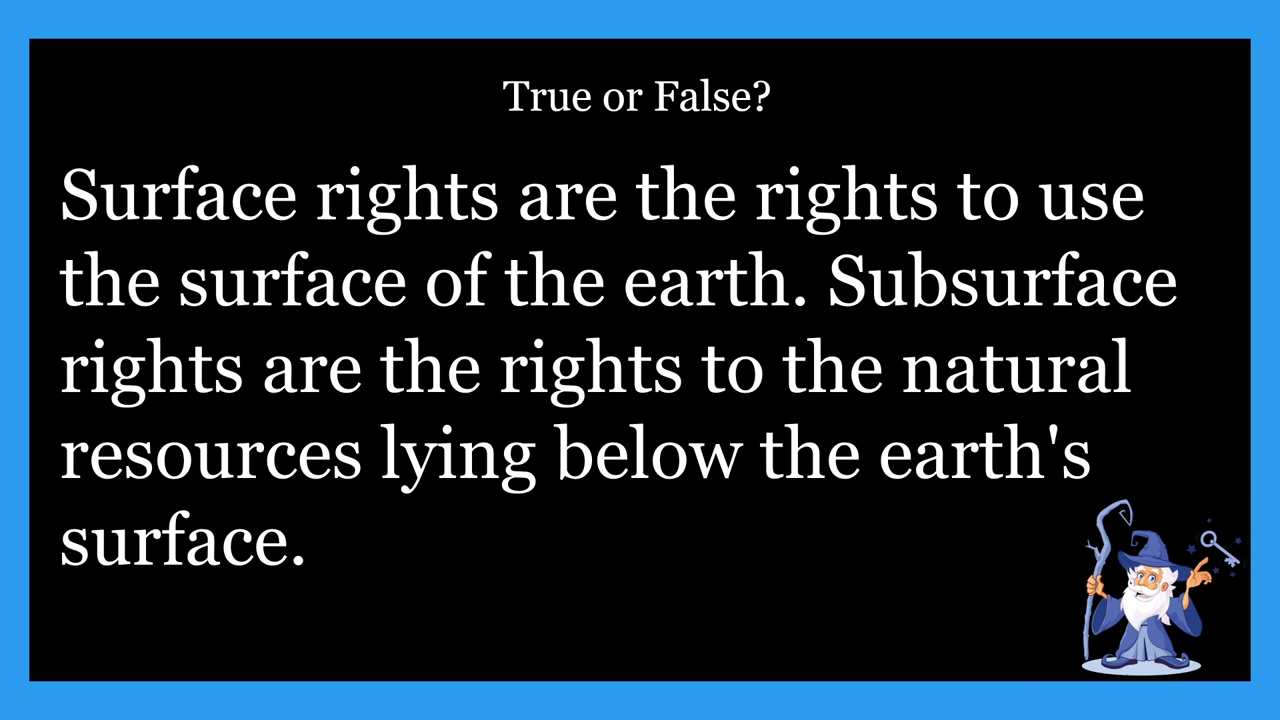 True or False?
Surface rights are the rights to use
the surface of the earth. Subsurface
rights are the rights to the natural
resources lying below the earth's
surface.